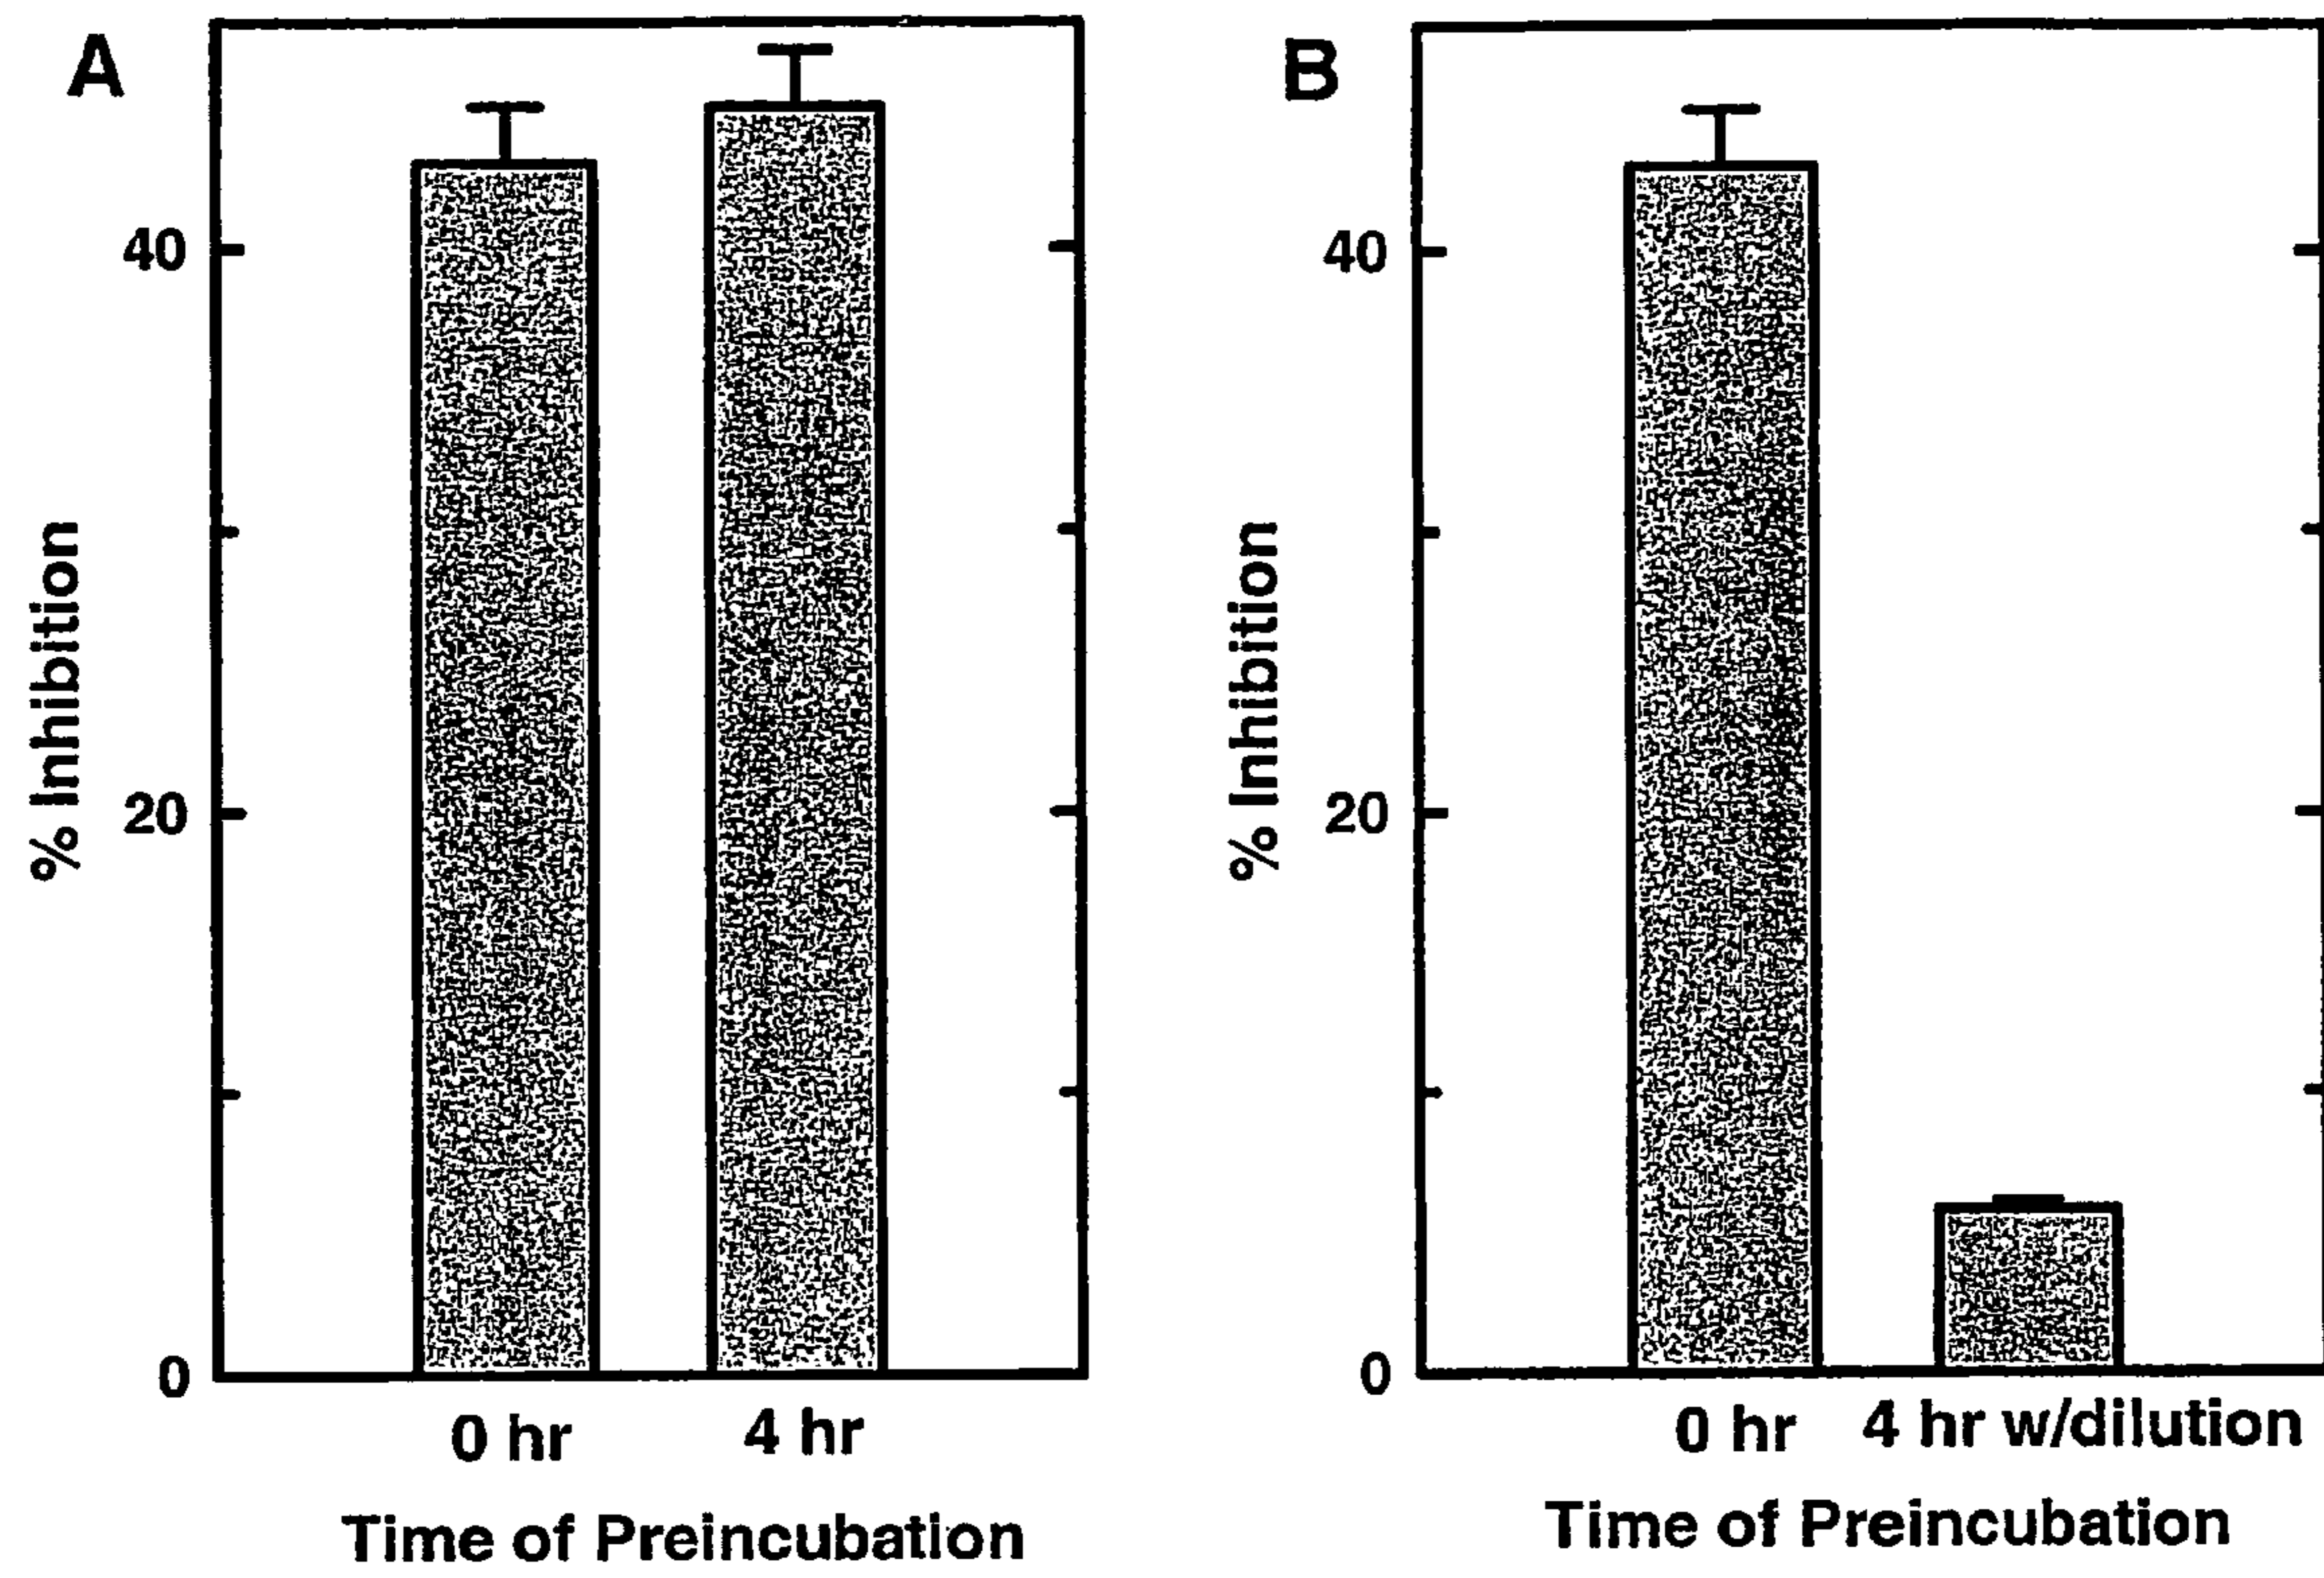 A
% Inhibition
40
20
0
0 hr 4 hr
Time of Preincubation
B
% Inhibition
40
20
0
0 hr 4 hr w/dilution
Time of Preincubation